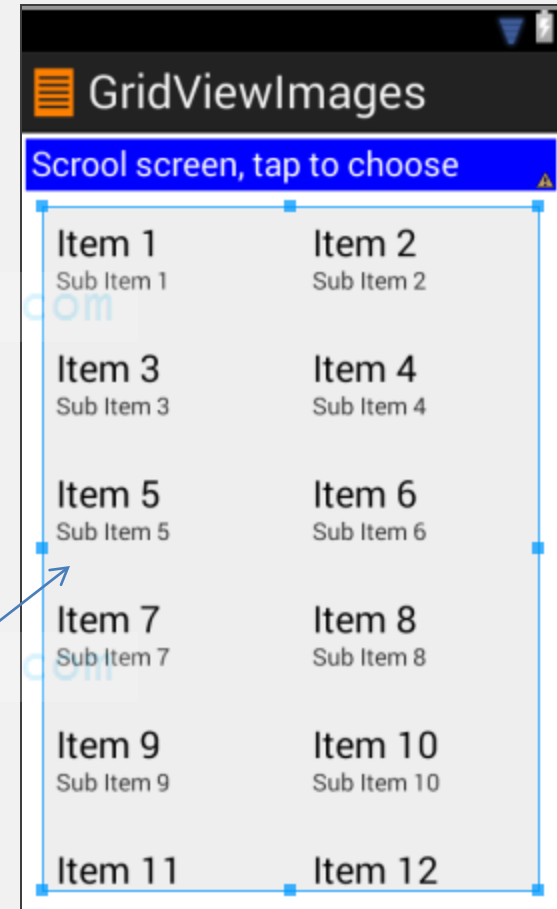 GridViewImages
Scrool screen, tap to choose
Item 1 Item 2
Sub Item 1 Sub Item 2
com
Item 3 Item 4
Sub Item 3 Sub Item 4
Item 5 Item 6
Sub Item 5 Sub Item 6
Item 7 Item 8
Sub Item 7 Sub Item 8
com
Item 9 Item 10
Sub Item 9 Sub Item 10
Item 11 Item 12